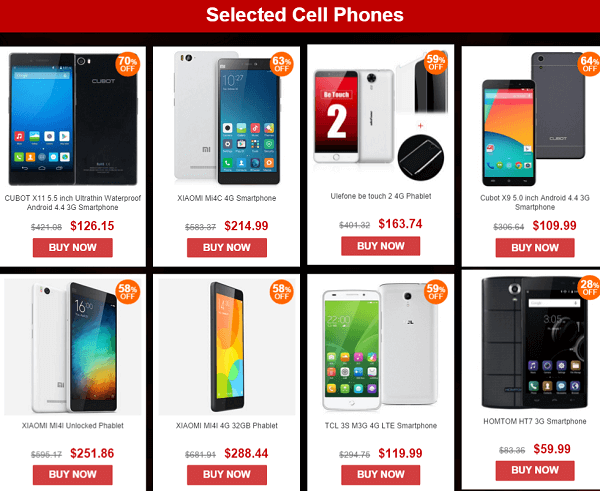 Selected Cell Phones
70%
OFF
CUBOT
CUBOT X11 5.5 inch Ultrathin Waterproof
Android 4.4 3G Smartphone
$421.08 $126.15
BUY NOW
63%
OFF
XIAOMI Mi4C 4G Smartphone
$583.37 $214.99
BUY NOW
59%
OFF
Be Touch
2
+
Ulefone be touch 2 4G Phablet
$401.32 $163.74
BUY NOW
64%
OFF
CUBOT
Cubot X9 5.0 inch Android 4.4 3G
Smartphone
$306.64 $109.99
BUY NOW
58%
OFF
16:00
XIAOMI MI4I Unlocked Phablet
$595.17 $251.86
BUY NOW
58%
OFF
XIAOMI MI4I 4G 32GB Phablet
$681.91 $288.44
BUY NOW
59%
OFF
TCL 3S M3G 4G LTE Smartphone
$294.75 $119.99
BUY NOW
28%
OFF
HOMTOM HT7 3G Smartphone
$83.36 $59.99
BUY NOW